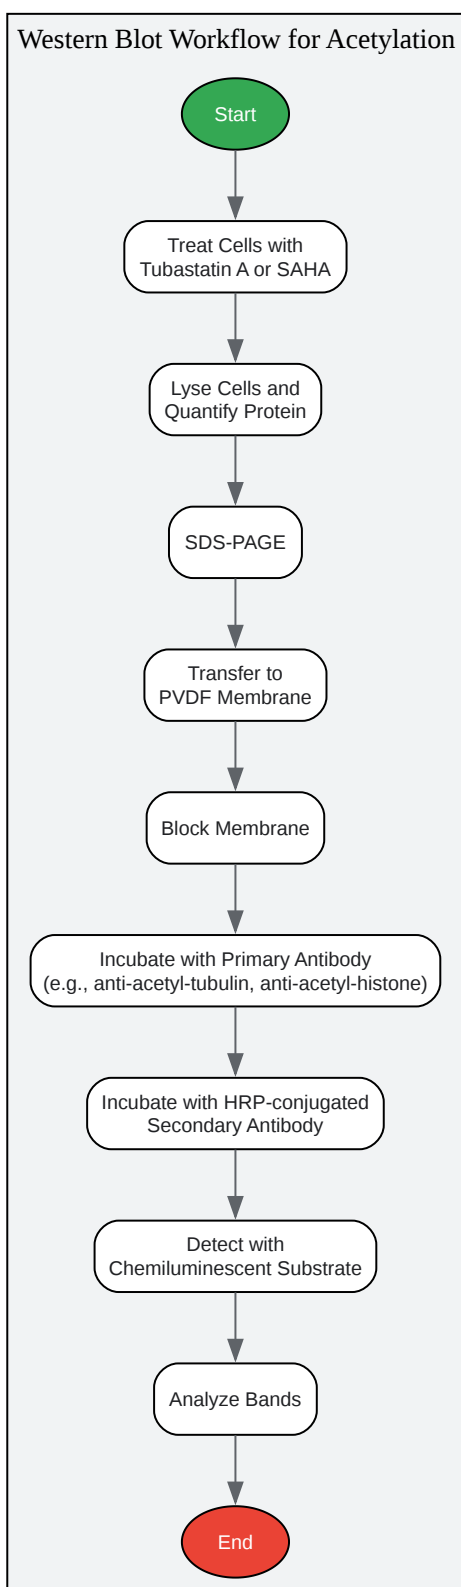 Western Blot Workflow for Acetylation
Start
Treat Cells with
Tubastatin A or SAHA
Lyse Cells and
Quantify Protein
SDS-PAGE
Transfer to
PVDF Membrane
Block Membrane
Incubate with Primary Antibody
(e.g., anti-acetyl-tubulin, anti-acetyl-histone)
Incubate with HRP-conjugated
Secondary Antibody
Detect with
Chemiluminescent Substrate
Analyze Bands
End